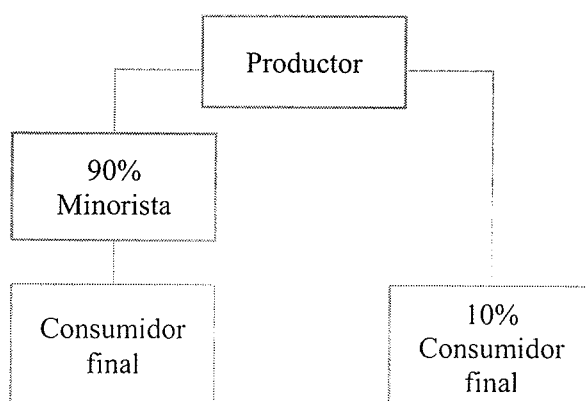 Productor
90%
Minorista
Consumidor
final
10%
Consumidor
final